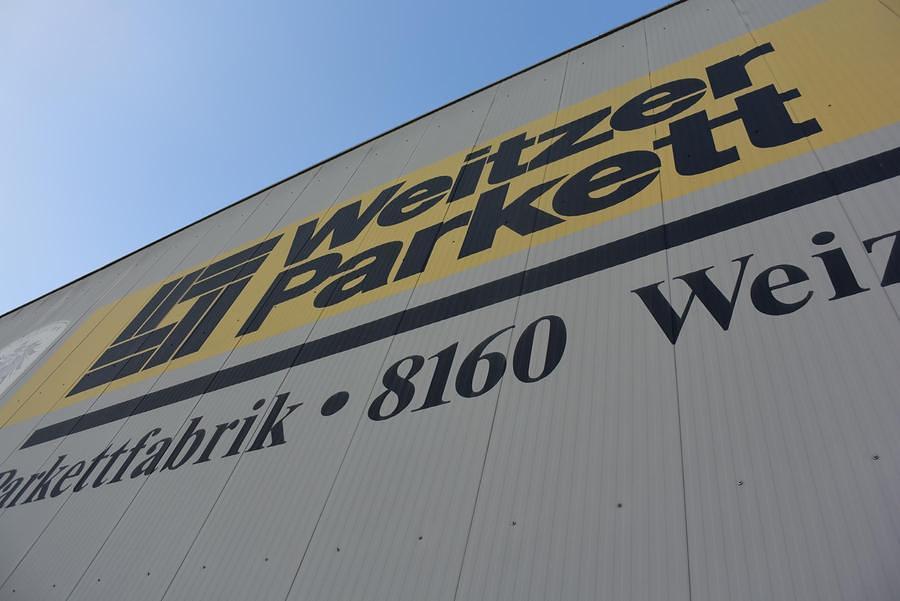 Weitzer
Parkett
Parkettfabrik • 8160 Weiz